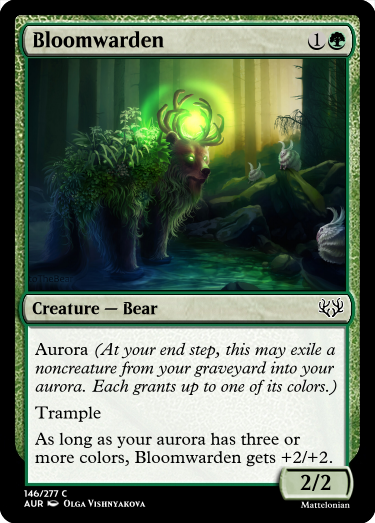 Bloomwarden 1
Creature — Bear
Aurora (At your end step, this may exile a
noncreature from your graveyard into your
aurora. Each grants up to one of its colors.)
Trample
As long as your aurora has three or
more colors, Bloomwarden gets +2/+2.
2/2
146/277 C
AUR Olga Vishnyakova
Mattelonian